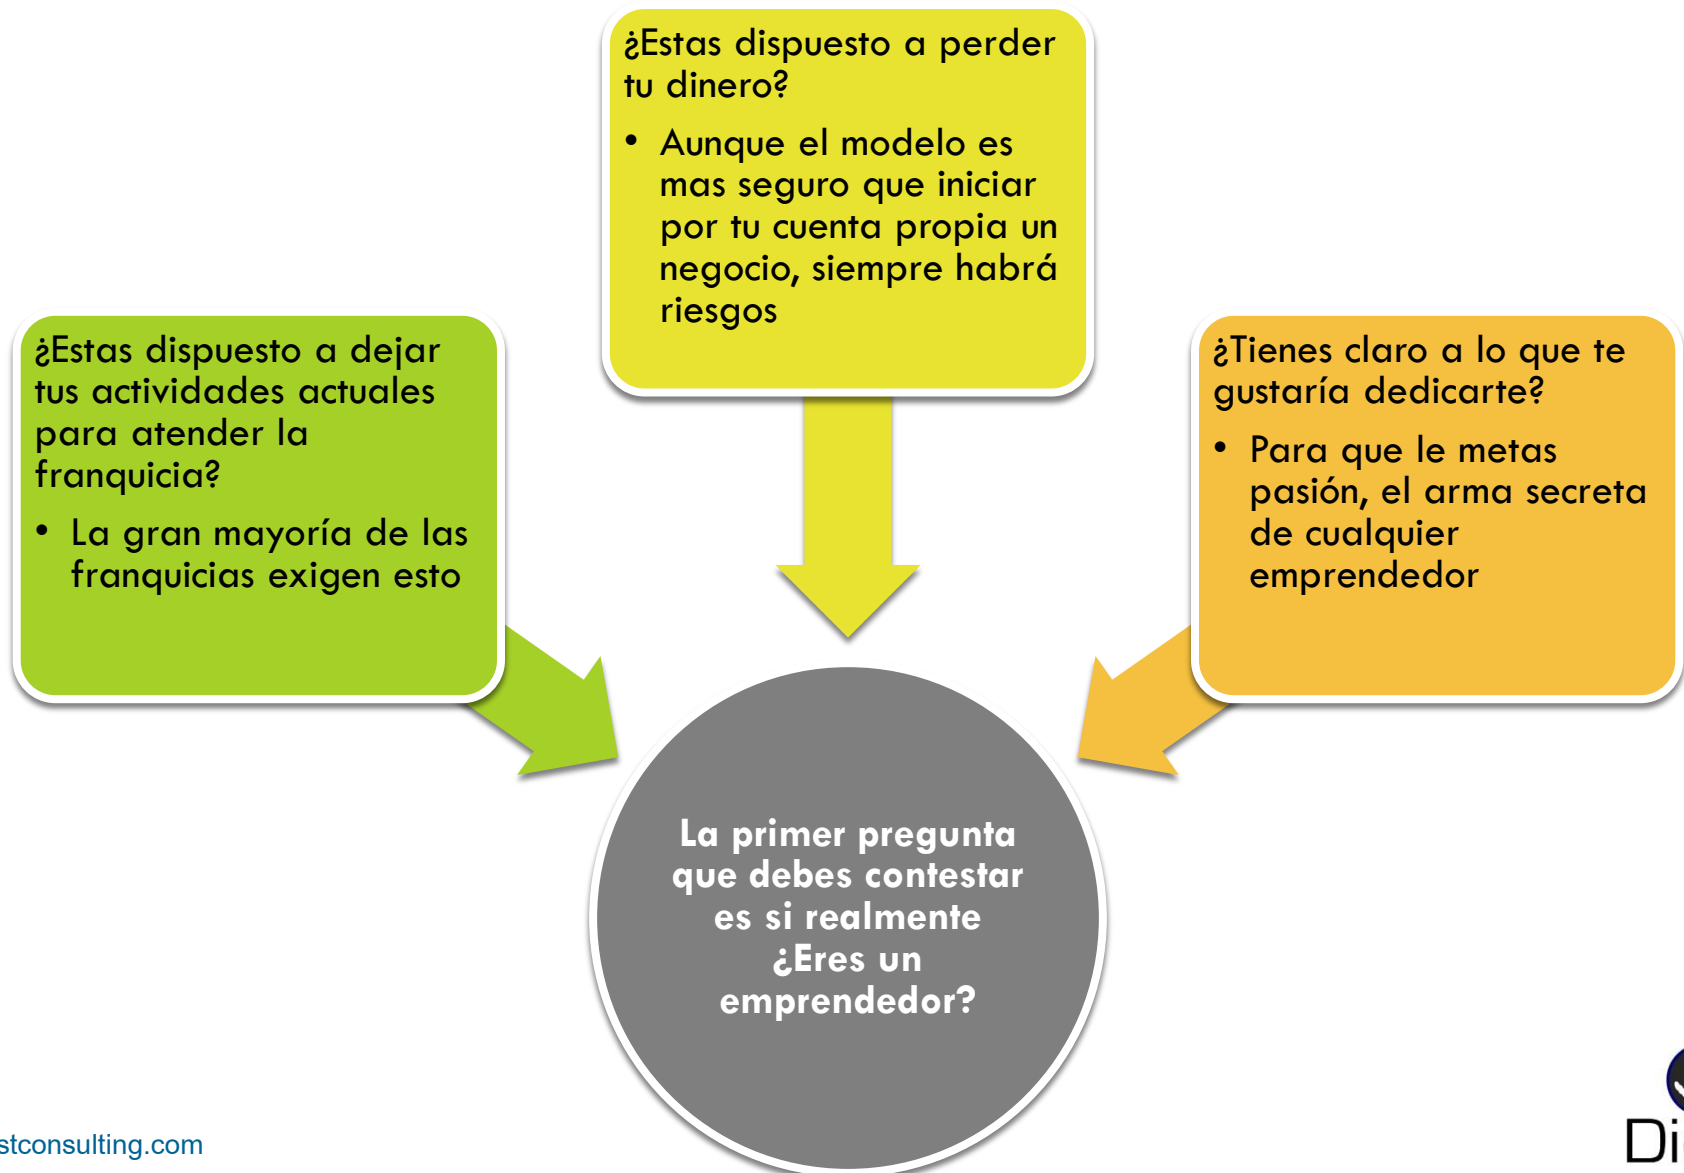 ¿Estas dispuesto a perder
tu dinero?
• Aunque el modelo es
mas seguro que iniciar
por tu cuenta propia un
negocio, siempre habrá
riesgos
¿Estas dispuesto a dejar
tus actividades actuales
para atender la
franquicia?
• La gran mayoría de las
franquicias exigen esto
¿Tienes claro a lo que te
gustaría dedicarte?
• Para que le metas
pasión, el arma secreta
de cualquier
emprendedor
La primer pregunta
que debes contestar
es si realmente
¿Eres un
emprendedor?
stconsulting.com